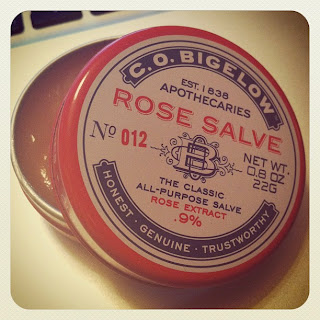 C.O. BIGELOW
EST. 1838
APOTHECARIES
ROSE SALVE
Nº 012
B
NET WT.
0.8 OZ
22G
THE CLASSIC
ALL-PURPOSE SALVE
ROSE EXTRACT
.9%
HONEST · GENUINE · TRUSTWORTHY